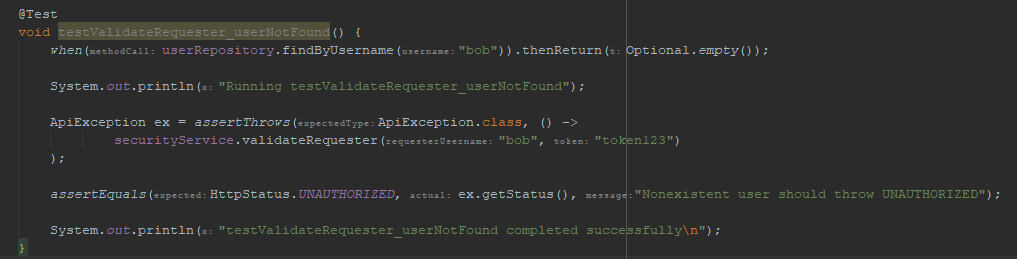 @Test
void testValidateRequester_userNotFound() {
when(methodCall: userRepository.findByUsername(username: "bob")).thenReturn(t: Optional.empty());
System.out.println(x: "Running testValidateRequester_userNotFound");
ApiException ex = assertThrows(expectedType: ApiException.class, () ->
securityService.validateRequester(requesterUsername: "bob", token: "token123")
);
assertEquals(expected: HttpStatus.UNAUTHORIZED, actual: ex.getStatus(), message: "Nonexistent user should throw UNAUTHORIZED");
System.out.println(x: "testValidateRequester_userNotFound completed successfully\n");
}